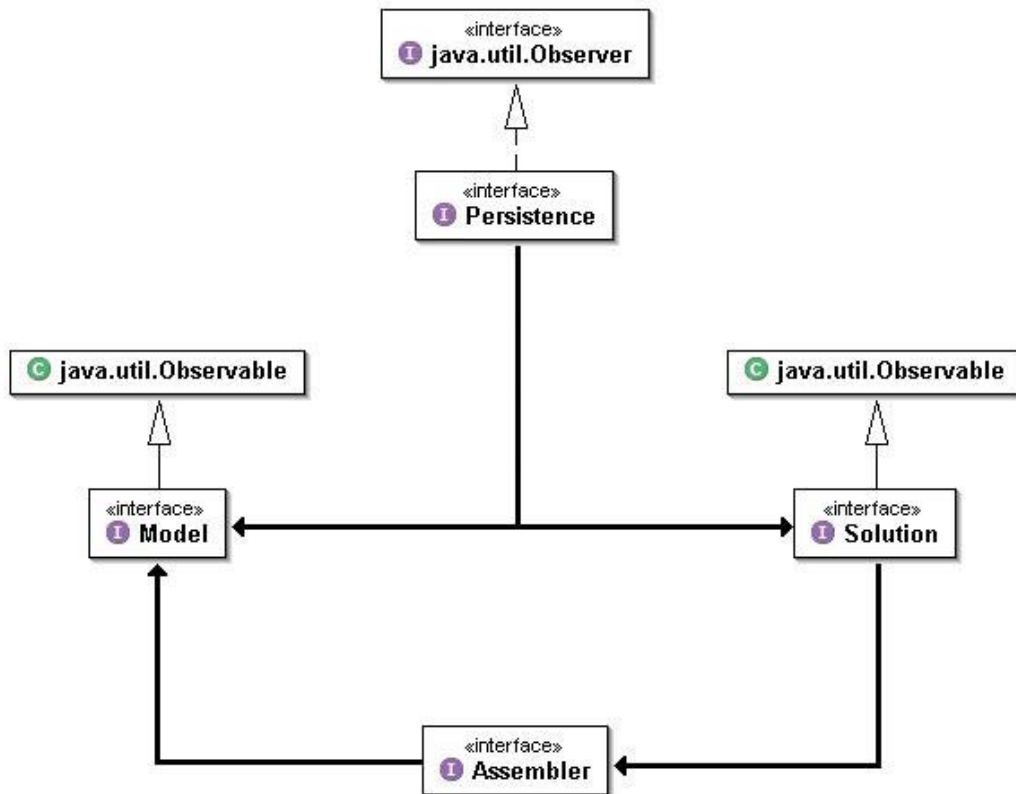 «interface»
I java.util.Observer
«interface»
I Persistence
C java.util.Observable
C java.util.Observable
«interface»
I Model
«interface»
I Solution
«interface»
I Assembler